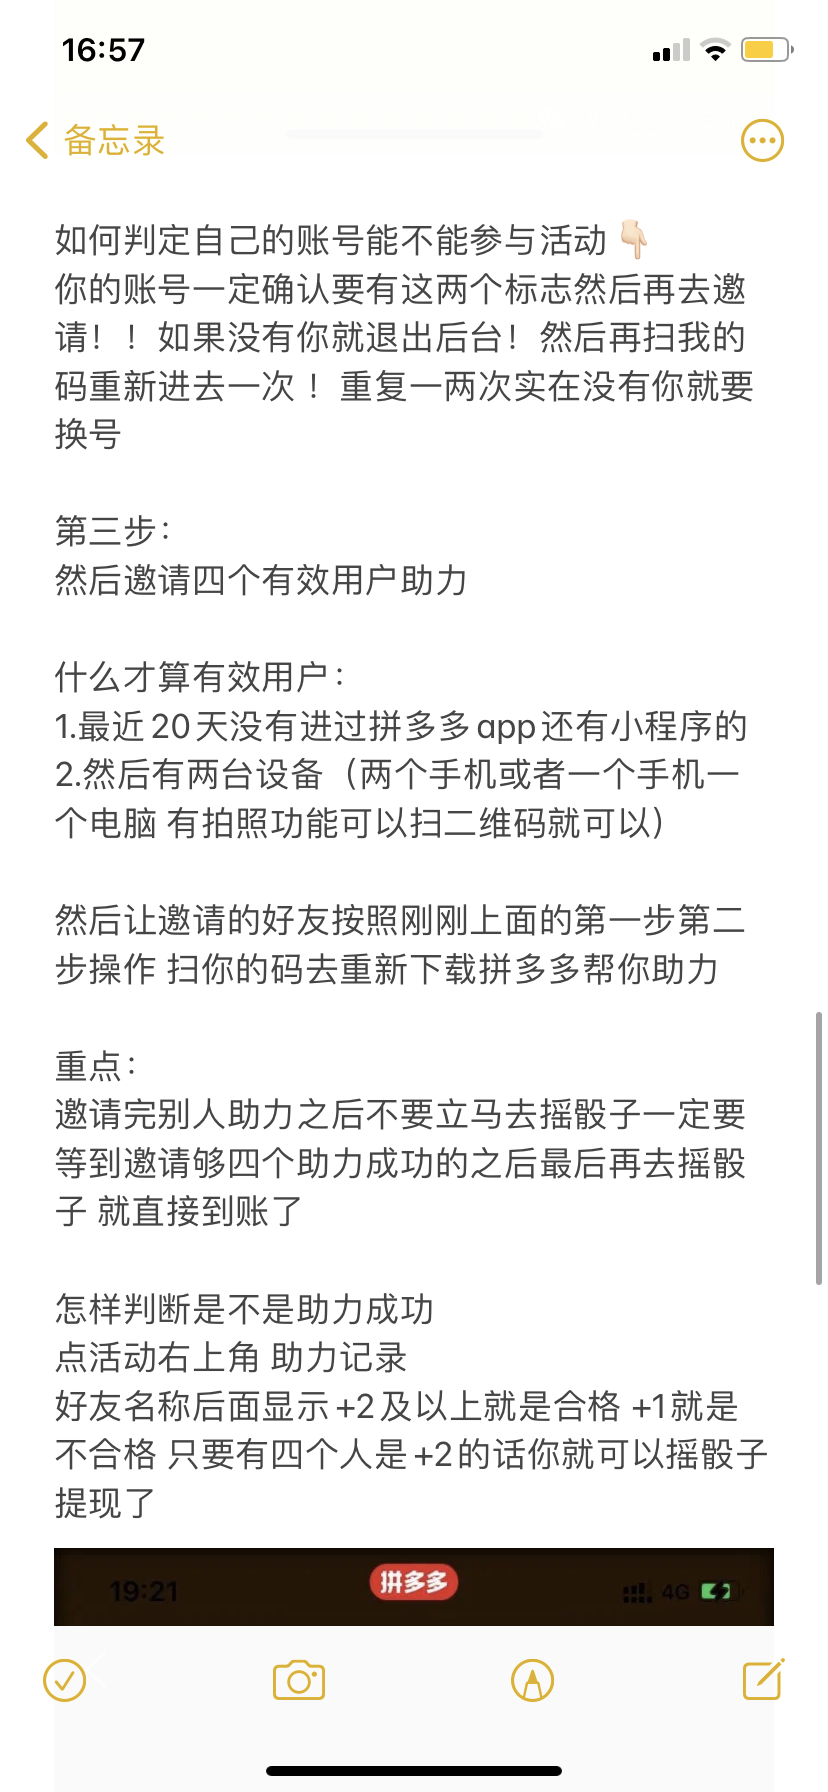 16:57
备忘录
如何判定自己的账号能不能参与活动👇🏻
你的账号一定确认要有这两个标志然后再去邀
请！！如果没有你就退出后台！然后再扫我的
码重新进去一次 ！重复一两次实在没有你就要
换号
第三步：
然后邀请四个有效用户助力
什么才算有效用户：
1.最近20天没有进过拼多多app还有小程序的
2.然后有两台设备（两个手机或者一个手机一
个电脑 有拍照功能可以扫二维码就可以）
然后让邀请的好友按照刚刚上面的第一步第二
步操作 扫你的码去重新下载拼多多帮你助力
重点：
邀请完别人助力之后不要立马去摇骰子一定要
等到邀请够四个助力成功的之后最后再去摇骰
子 就直接到账了
怎样判断是不是助力成功
点活动右上角 助力记录
好友名称后面显示+2及以上就是合格 +1就是
不合格 只要有四个人是+2的话你就可以摇骰子
提现了
19:21 拼多多 4G